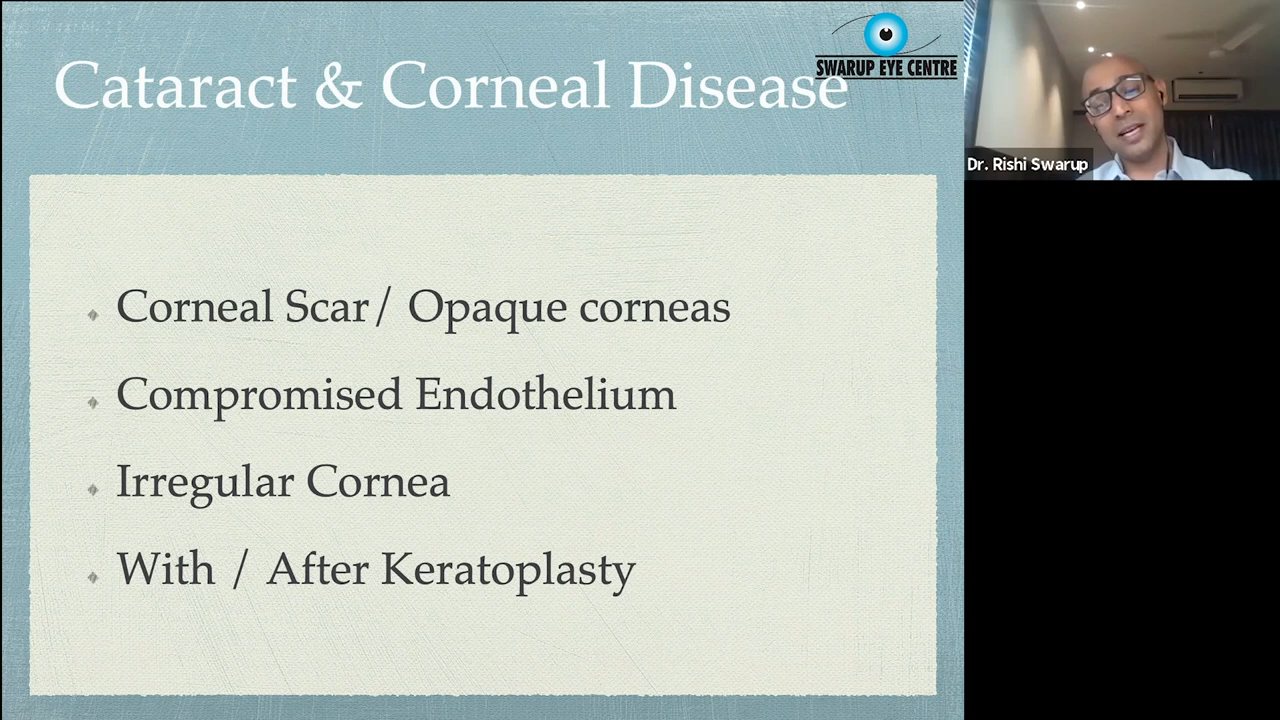 Cataract & Corneal Disease
SWARUP EYE CENTRE
Dr. Rishi Swarup
Corneal Scar/ Opaque corneas
Compromised Endothelium
Irregular Cornea
With / After Keratoplasty